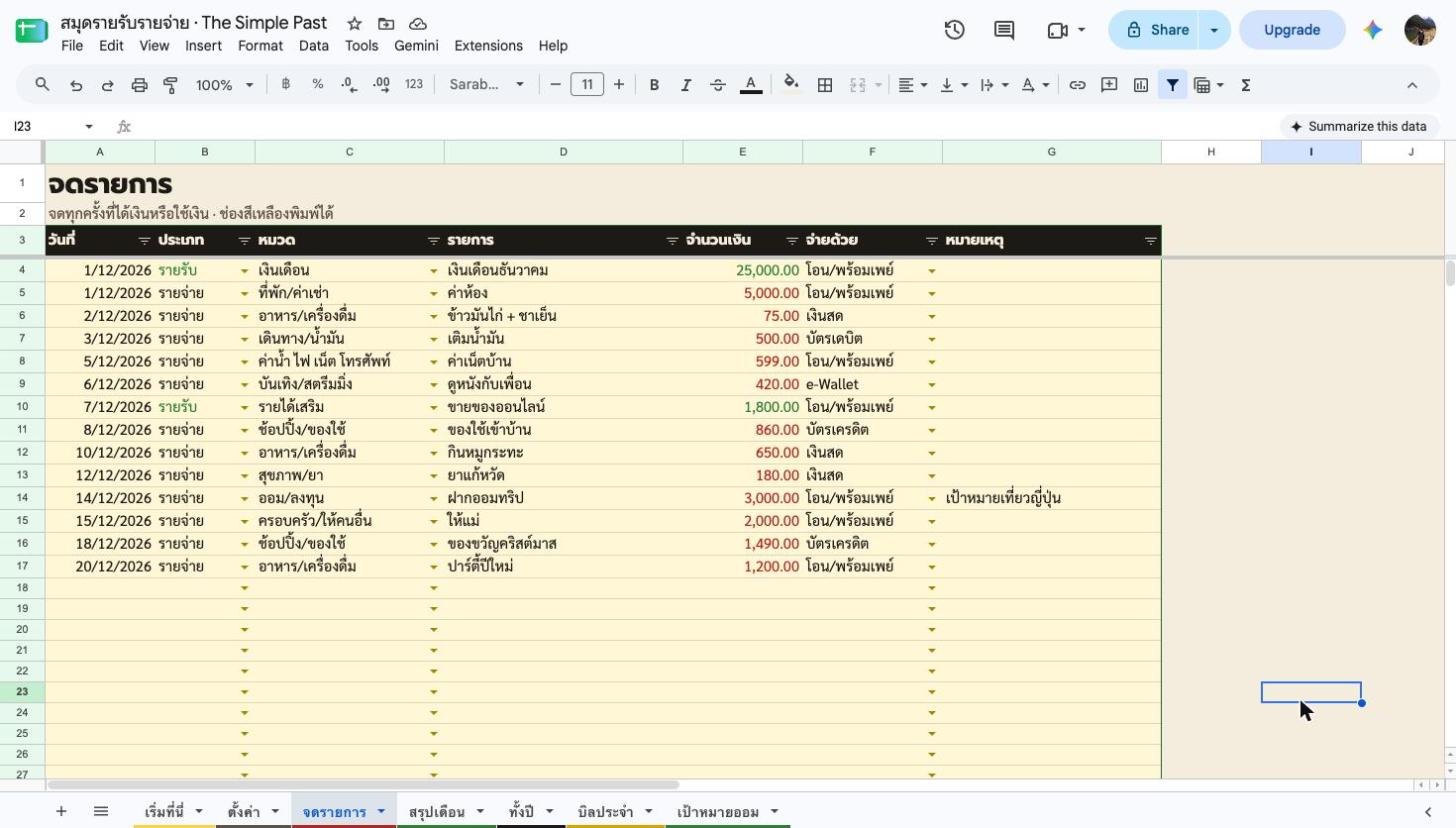 สมุดรายรับรายจ่าย · The Simple Past
File Edit View Insert Format Data Tools Gemini Extensions Help
Share
Upgrade
100% ฿ % .0 .00 123 Sarab... 11 B I S A Σ
I23 fx
Summarize this data
A B C D E F G H I J
1 จดรายการ
2 จดทุกครั้งที่ได้เงินหรือใช้เงิน · ช่องสีเหลืองพิมพ์ได้
3 วันที่ ประเภท หมวด รายการ จำนวนเงิน จ่ายด้วย หมายเหตุ
4 1/12/2026 รายรับ เงินเดือน เงินเดือนธันวาคม 25,000.00 โอน/พร้อมเพย์
5 1/12/2026 รายจ่าย ที่พัก/ค่าเช่า ค่าห้อง 5,000.00 โอน/พร้อมเพย์
6 2/12/2026 รายจ่าย อาหาร/เครื่องดื่ม ข้าวมันไก่ + ชาเย็น 75.00 เงินสด
7 3/12/2026 รายจ่าย เดินทาง/น้ำมัน เติมน้ำมัน 500.00 บัตรเดบิต
8 5/12/2026 รายจ่าย ค่าน้ำ ไฟ เน็ต โทรศัพท์ ค่าเน็ตบ้าน 599.00 โอน/พร้อมเพย์
9 6/12/2026 รายจ่าย บันเทิง/สตรีมมิ่ง ดูหนังกับเพื่อน 420.00 e-Wallet
10 7/12/2026 รายรับ รายได้เสริม ขายของออนไลน์ 1,800.00 โอน/พร้อมเพย์
11 8/12/2026 รายจ่าย ช้อปปิ้ง/ของใช้ ของใช้เข้าบ้าน 860.00 บัตรเครดิต
12 10/12/2026 รายจ่าย อาหาร/เครื่องดื่ม กินหมูกระทะ 650.00 เงินสด
13 12/12/2026 รายจ่าย สุขภาพ/ยา ยาแก้หวัด 180.00 เงินสด
14 14/12/2026 รายจ่าย ออม/ลงทุน ฝากออมทริป 3,000.00 โอน/พร้อมเพย์ เป้าหมายเที่ยวญี่ปุ่น
15 15/12/2026 รายจ่าย ครอบครัว/ให้คนอื่น ให้แม่ 2,000.00 โอน/พร้อมเพย์
16 18/12/2026 รายจ่าย ช้อปปิ้ง/ของใช้ ของขวัญคริสต์มาส 1,490.00 บัตรเครดิต
17 20/12/2026 รายจ่าย อาหาร/เครื่องดื่ม ปาร์ตี้ปีใหม่ 1,200.00 โอน/พร้อมเพย์
18
19
20
21
22
23
24
25
26
27
เริ่มที่นี่ ตั้งค่า จดรายการ สรุปเดือน ทั้งปี บิลประจำ เป้าหมายออม